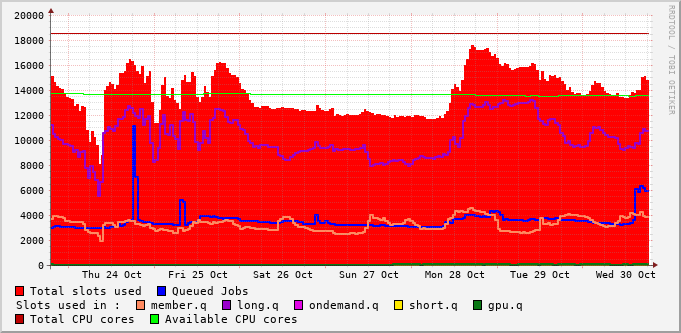 20000
18000
16000
14000
12000
10000
8000
6000
4000
2000
0
Thu 24 Oct Fri 25 Oct Sat 26 Oct Sun 27 Oct Mon 28 Oct Tue 29 Oct Wed 30 Oct
Total slots used Queued Jobs
Slots used in : member.q long.q ondemand.q short.q gpu.q
Total CPU cores Available CPU cores
RRDTOOL / TOBI OETIKER